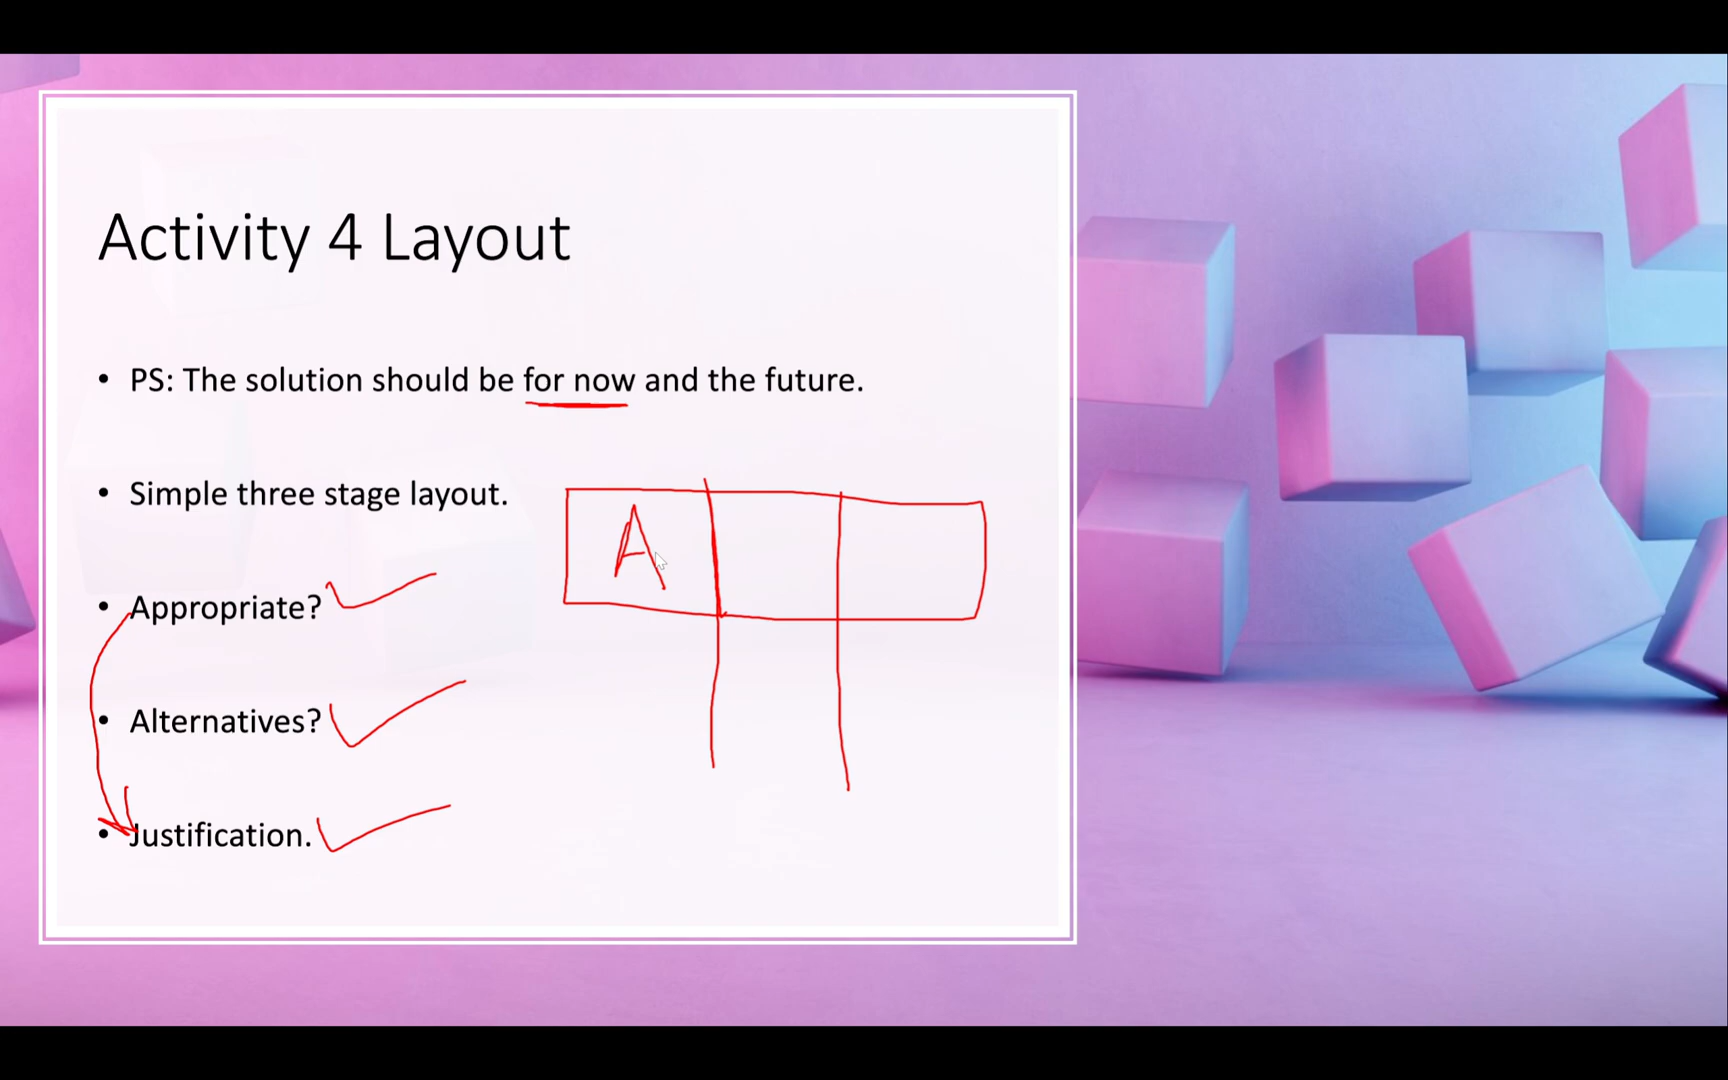 Activity 4 Layout
• PS: The solution should be for now and the future.
• Simple three stage layout.
A
• Appropriate?
• Alternatives?
• Justification.